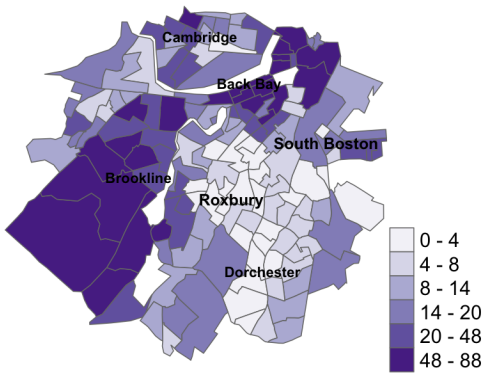 Cambridge
Back Bay
South Boston
Brookline
Roxbury
Dorchester
0 - 4
4 - 8
8 - 14
14 - 20
20 - 48
48 - 88